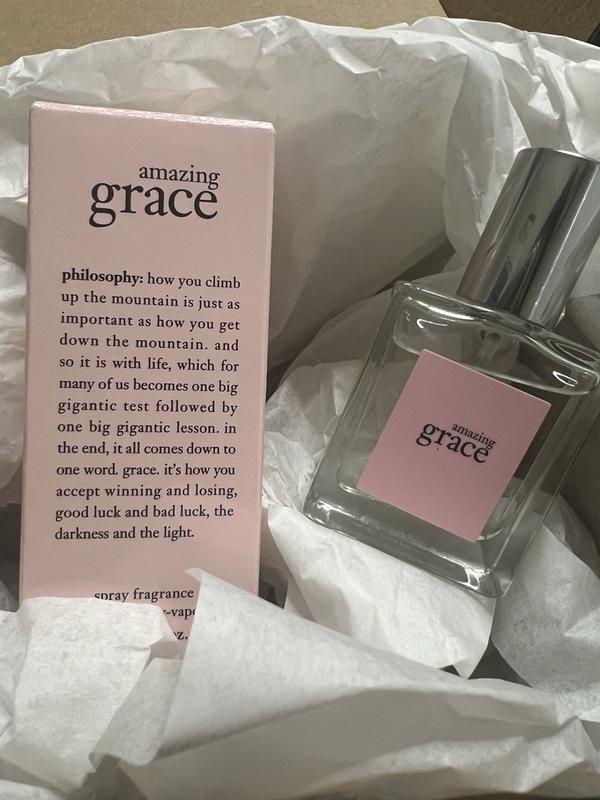 amazing
grace
philosophy: how you climb
up the mountain is just as
important as how you get
down the mountain. and
so it is with life, which for
many of us becomes one big
gigantic test followed by
one big gigantic lesson. in
the end, it all comes down to
one word. grace. it's how you
accept winning and losing,
good luck and bad luck, the
darkness and the light.
spray fragrance
oz.
amazing
grace